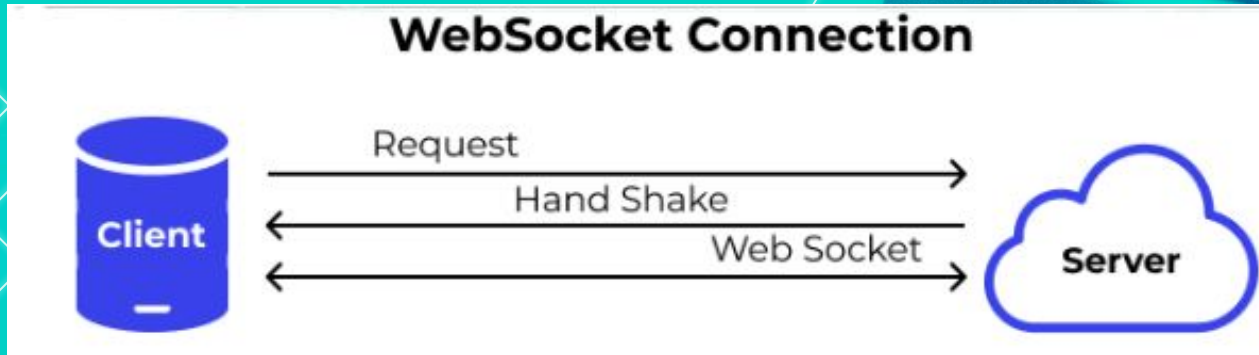 WebSocket Connection
Request
Hand Shake
Web Socket
Client
Server